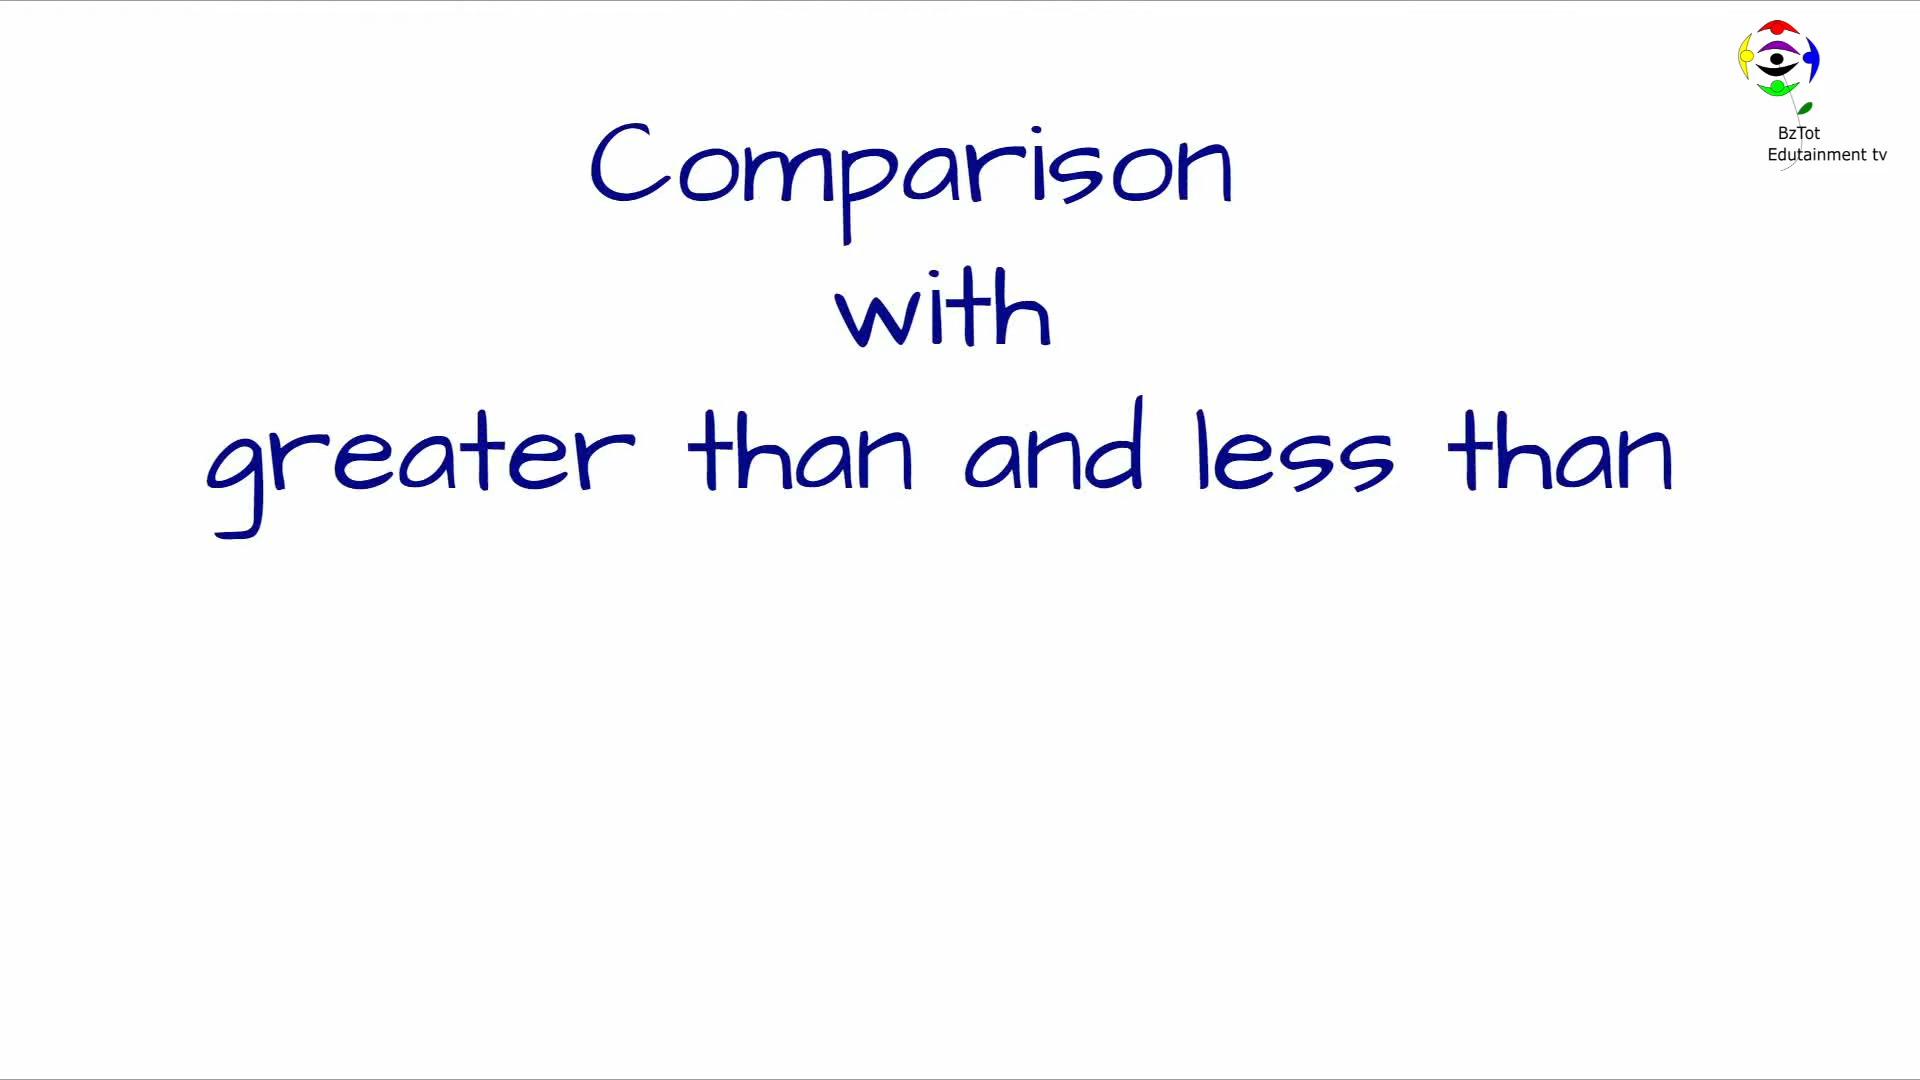 Comparison
with
greater than and less than
BzTot
Edutainment tv